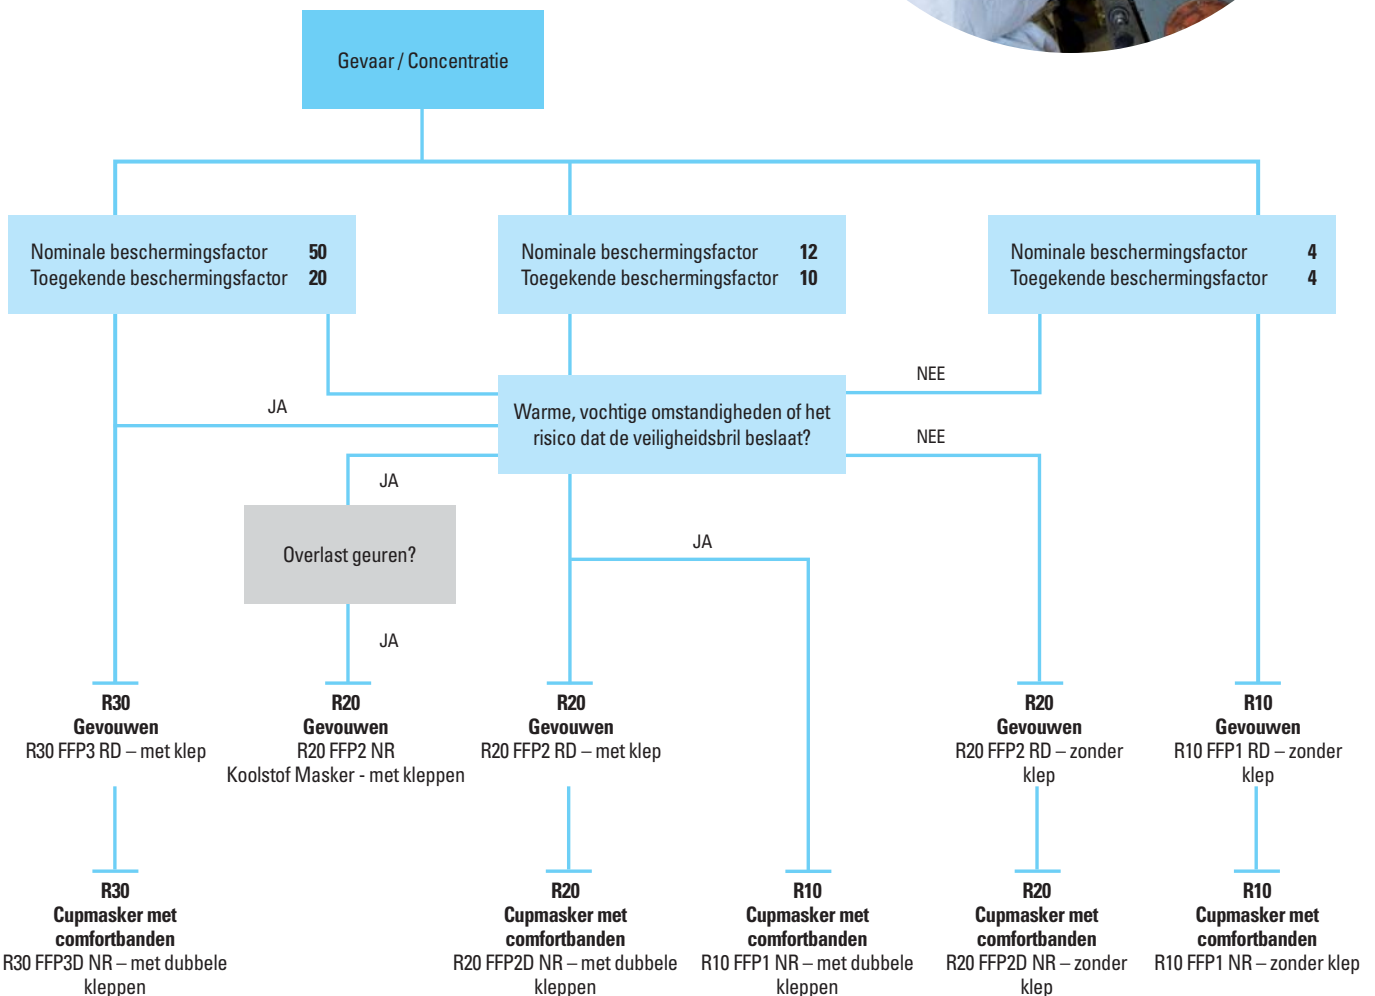 Gevaar / Concentratie
Nominale beschermingsfactor 50
Toegekende beschermingsfactor 20
Nominale beschermingsfactor 12
Toegekende beschermingsfactor 10
Nominale beschermingsfactor 4
Toegekende beschermingsfactor 4
NEE
JA
Warme, vochtige omstandigheden of het
risico dat de veiligheidsbril beslaat?
NEE
JA
Overlast geuren?
JA
JA
R30
Gevouwen
R30 FFP3 RD – met klep
R20
Gevouwen
R20 FFP2 NR
Koolstof Masker - met kleppen
R20
Gevouwen
R20 FFP2 RD – met klep
R20
Gevouwen
R20 FFP2 RD – zonder
klep
R10
Gevouwen
R10 FFP1 RD – zonder
klep
R30
Cupmasker met
comfortbanden
R30 FFP3D NR – met dubbele
kleppen
R20
Cupmasker met
comfortbanden
R20 FFP2D NR – met dubbele
kleppen
R10
Cupmasker met
comfortbanden
R10 FFP1 NR – met dubbele
kleppen
R20
Cupmasker met
comfortbanden
R20 FFP2D NR – zonder
klep
R10
Cupmasker met
comfortbanden
R10 FFP1 NR – zonder klep